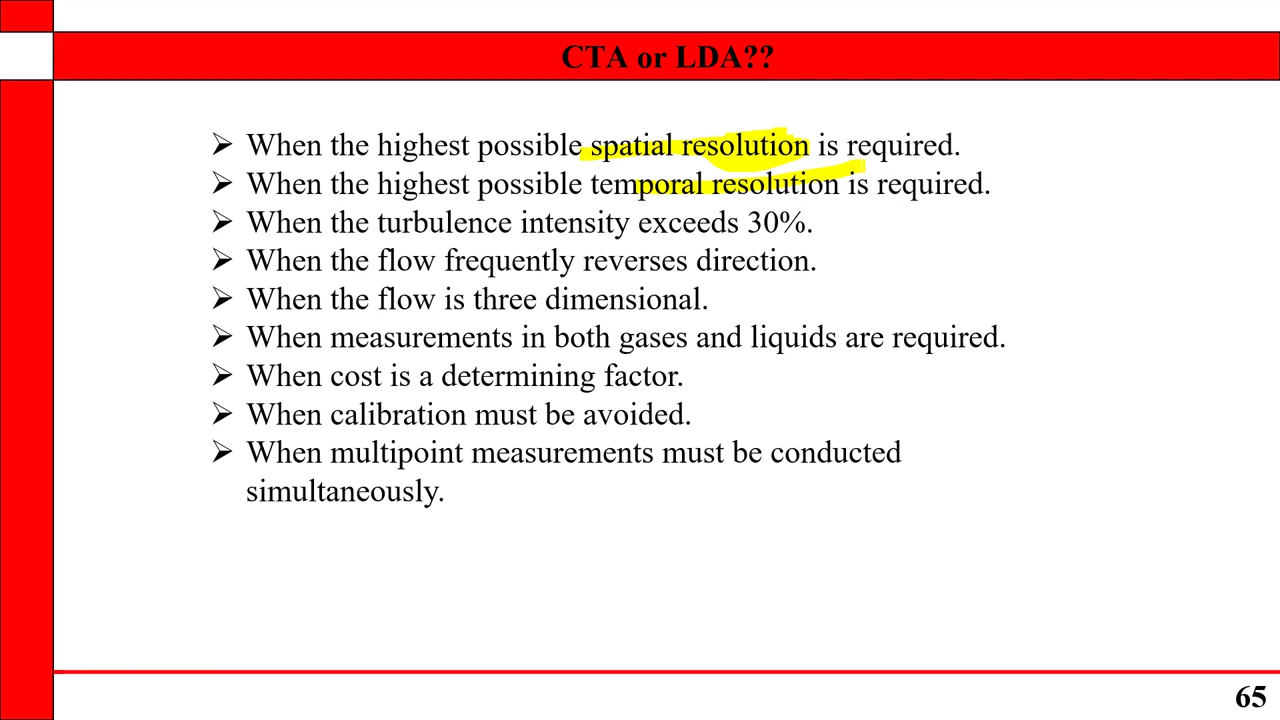 CTA or LDA??
➢ When the highest possible spatial resolution is required.
➢ When the highest possible temporal resolution is required.
➢ When the turbulence intensity exceeds 30%.
➢ When the flow frequently reverses direction.
➢ When the flow is three dimensional.
➢ When measurements in both gases and liquids are required.
➢ When cost is a determining factor.
➢ When calibration must be avoided.
➢ When multipoint measurements must be conducted
simultaneously.
65